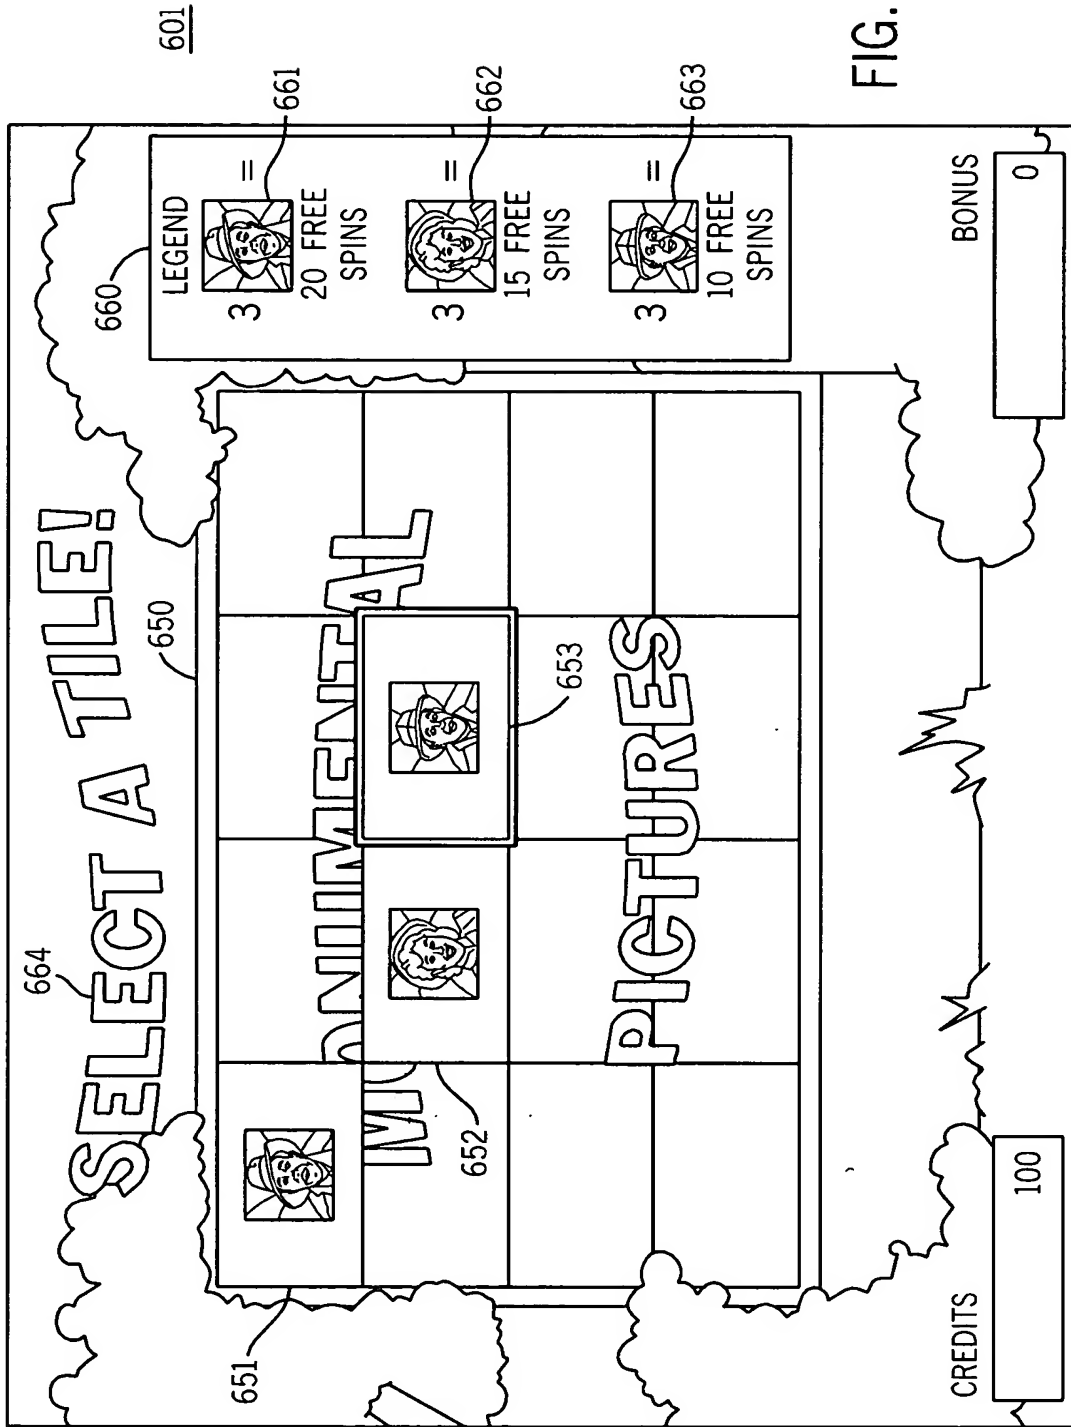 601
664
SELECT A TILE!
650
660
LEGEND
3 =
661
20 FREE
SPINS
3 =
662
15 FREE
SPINS
3 =
663
10 FREE
SPINS
651
MONUMENTAL
652
653
PICTURES
CREDITS
100
BONUS
0
FIG.